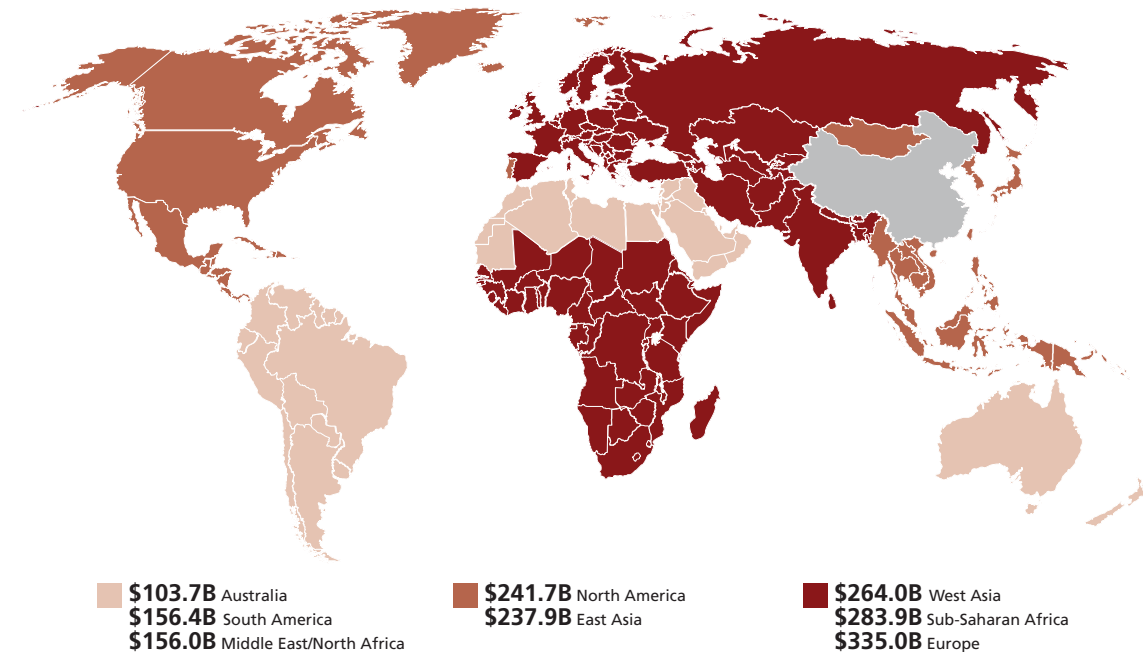 $103.7B Australia
$156.4B South America
$156.0B Middle East/North Africa
$241.7B North America
$237.9B East Asia
$264.0B West Asia
$283.9B Sub-Saharan Africa
$335.0B Europe